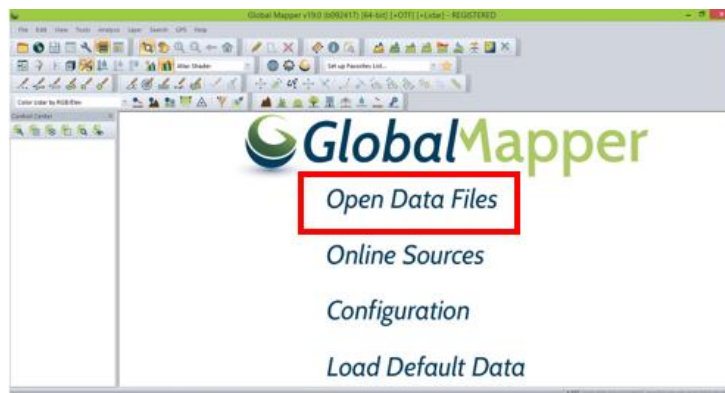 Global Mapper v19.0 (b092417) [64-bit] [+OTF] [+Lidar] - REGISTERED
File Edit View Tools Analysis Layer Search GPS Help
Atlas Shader
Set up Favorites List...
Color Lidar by RGB/Elev
Control Center
GlobalMapper
Open Data Files
Online Sources
Configuration
Load Default Data